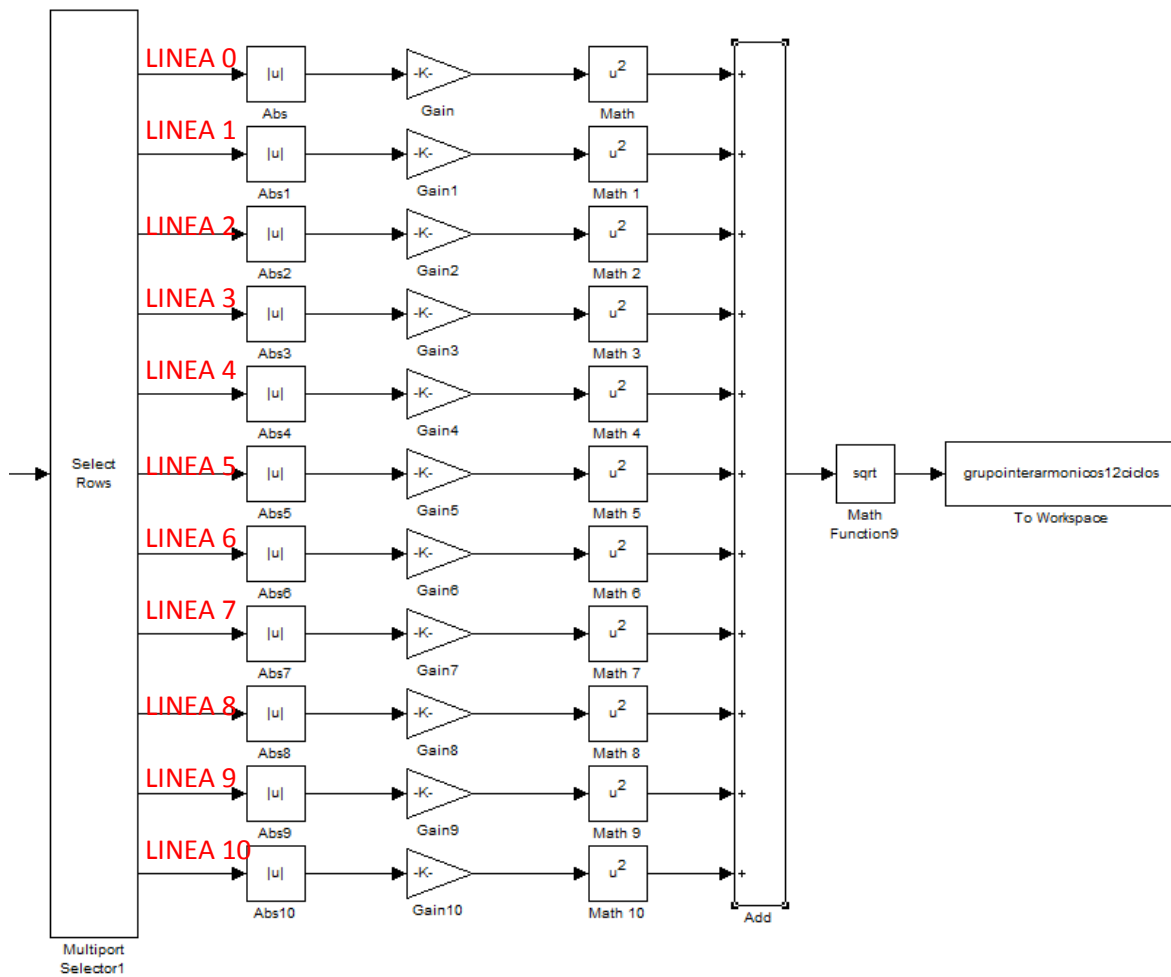 LINEA 0
|u|
-K-
u2
+
Abs
Gain
Math
LINEA 1
|u|
-K-
u2
+
Abs1
Gain1
Math 1
LINEA 2
|u|
-K-
u2
+
Abs2
Gain2
Math 2
LINEA 3
|u|
-K-
u2
+
Abs3
Gain3
Math 3
LINEA 4
|u|
-K-
u2
+
Abs4
Gain4
Math 4
Select
Rows
LINEA 5
|u|
-K-
u2
+
sqrt
grupointerarmonicos12ciclos
Abs5
Gain5
Math 5
Math
Function9
To Workspace
LINEA 6
|u|
-K-
u2
+
Abs6
Gain6
Math 6
LINEA 7
|u|
-K-
u2
+
Abs7
Gain7
Math 7
LINEA 8
|u|
-K-
u2
+
Abs8
Gain8
Math 8
LINEA 9
|u|
-K-
u2
+
Abs9
Gain9
Math 9
LINEA 10
|u|
-K-
u2
+
Abs10
Gain10
Math 10
Add
Multiport
Selector1